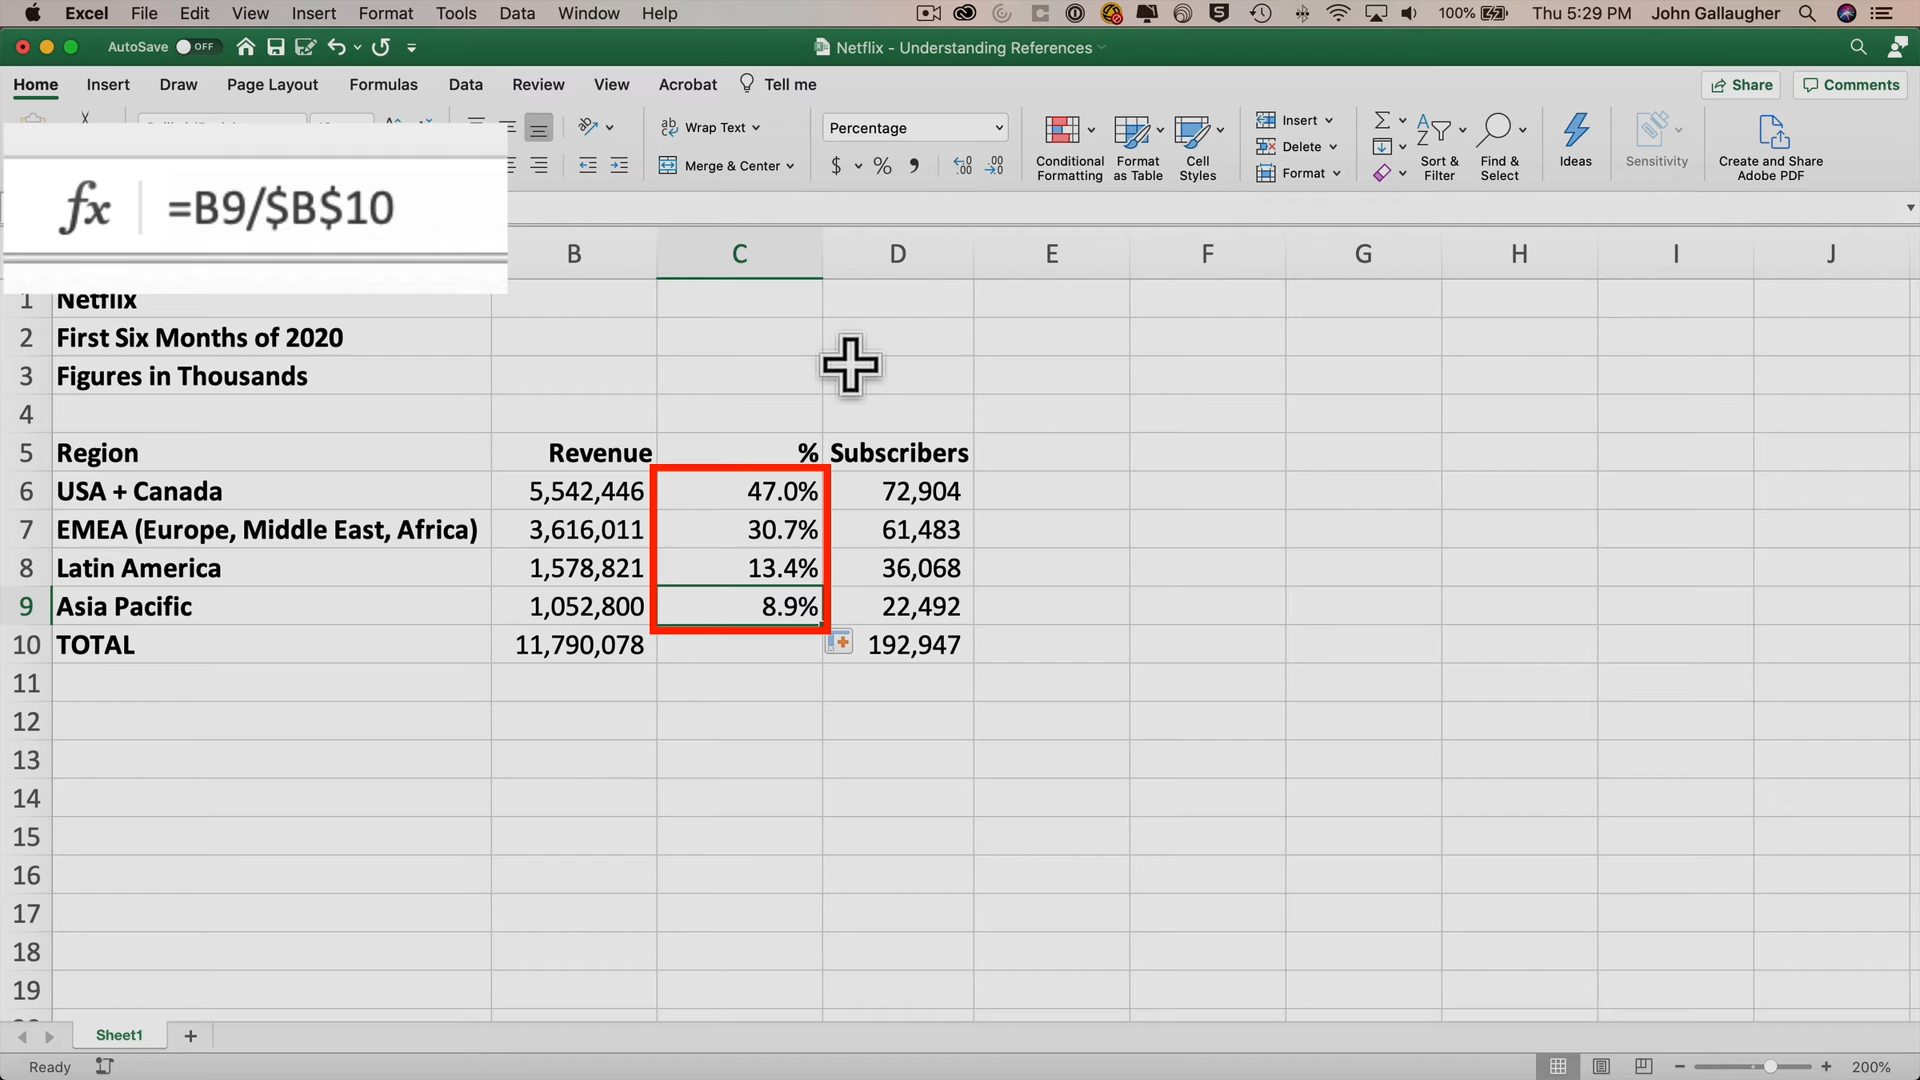 Excel File Edit View Insert Format Tools Data Window Help 100% Thu 5:29 PM John Gallaugher
AutoSave OFF Netflix - Understanding References
Home Insert Draw Page Layout Formulas Data Review View Acrobat Tell me Share Comments
Wrap Text Percentage Insert
Merge & Center $ % Delete
Format
Conditional Formatting Format as Table Cell Styles Sort & Filter Find & Select Ideas Sensitivity Create and Share Adobe PDF
fx =B9/$B$10
B C D E F G H I J
1 Netflix
2 First Six Months of 2020
3 Figures in Thousands
4
5 Region Revenue % Subscribers
6 USA + Canada 5,542,446 47.0% 72,904
7 EMEA (Europe, Middle East, Africa) 3,616,011 30.7% 61,483
8 Latin America 1,578,821 13.4% 36,068
9 Asia Pacific 1,052,800 8.9% 22,492
10 TOTAL 11,790,078 192,947
11
12
13
14
15
16
17
18
19
Sheet1 +
Ready 200%